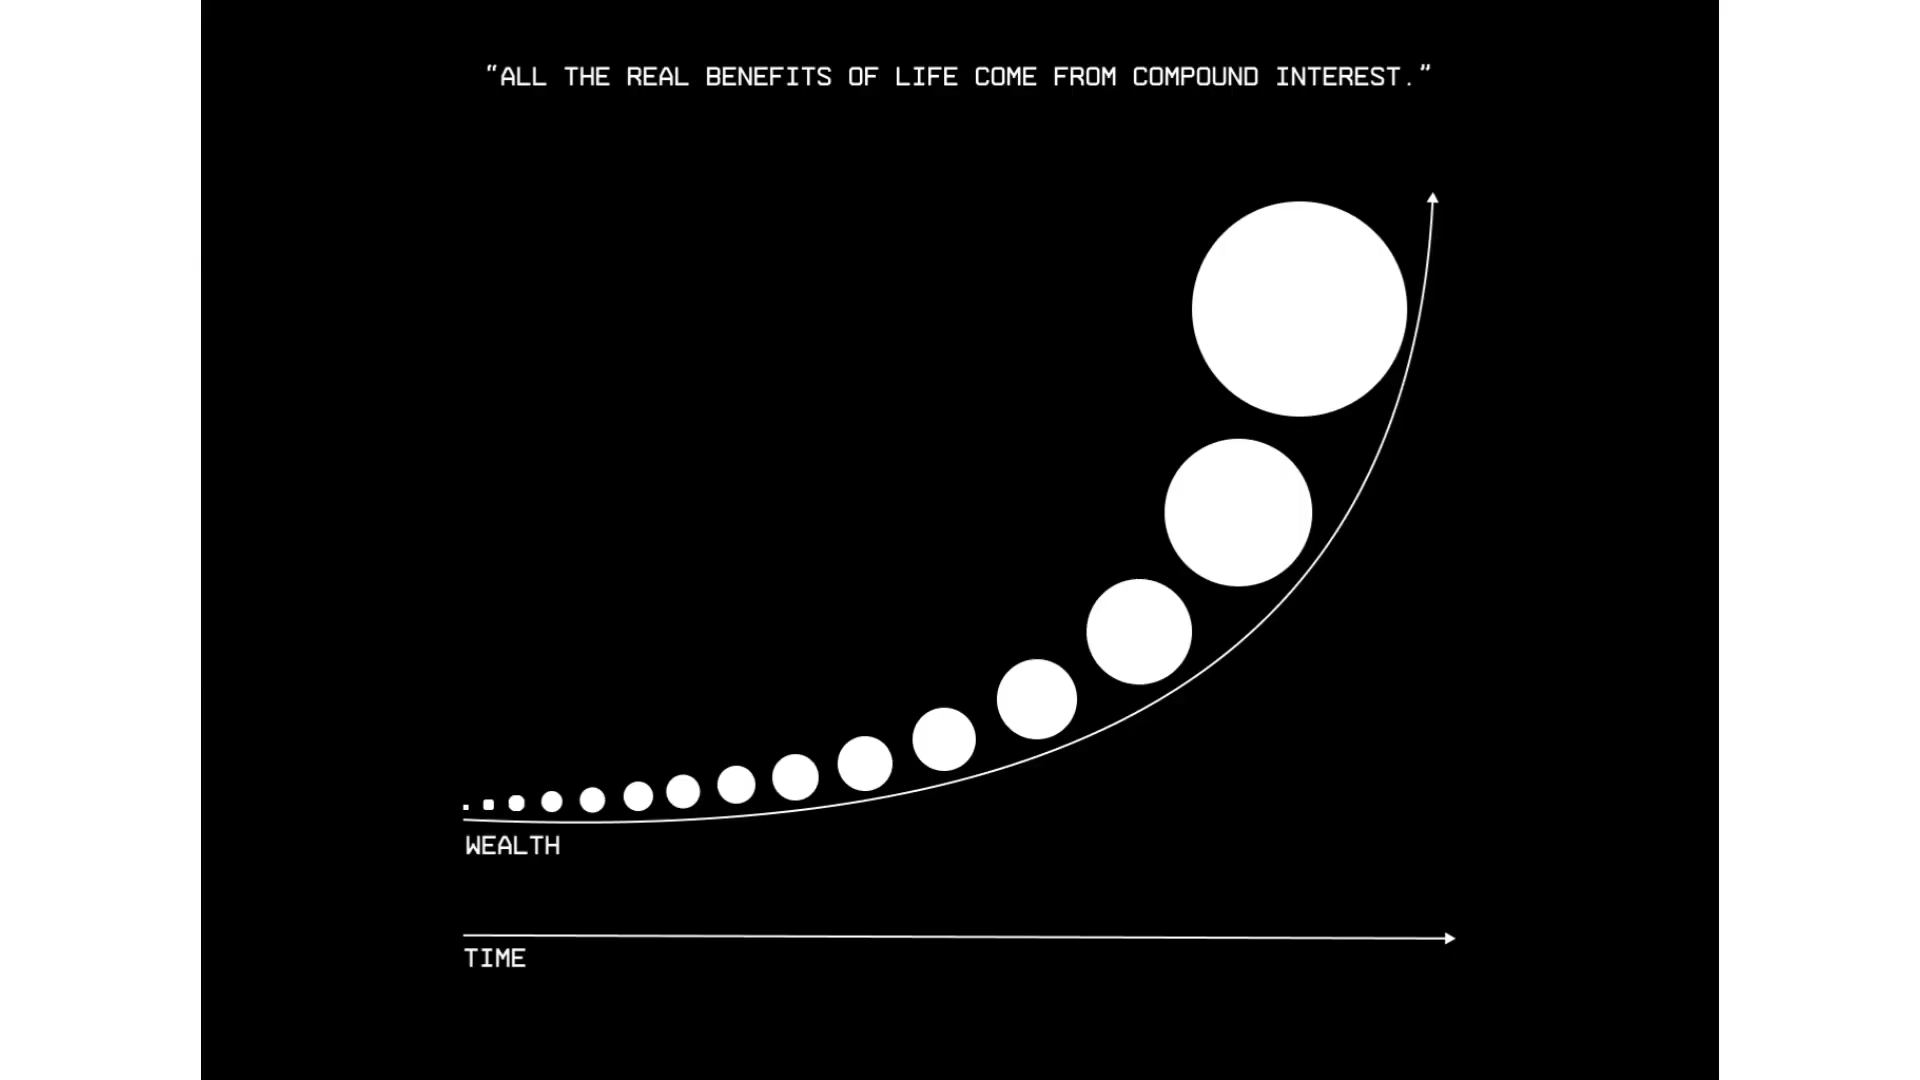 “ALL THE REAL BENEFITS OF LIFE COME FROM COMPOUND INTEREST.”
WEALTH
TIME